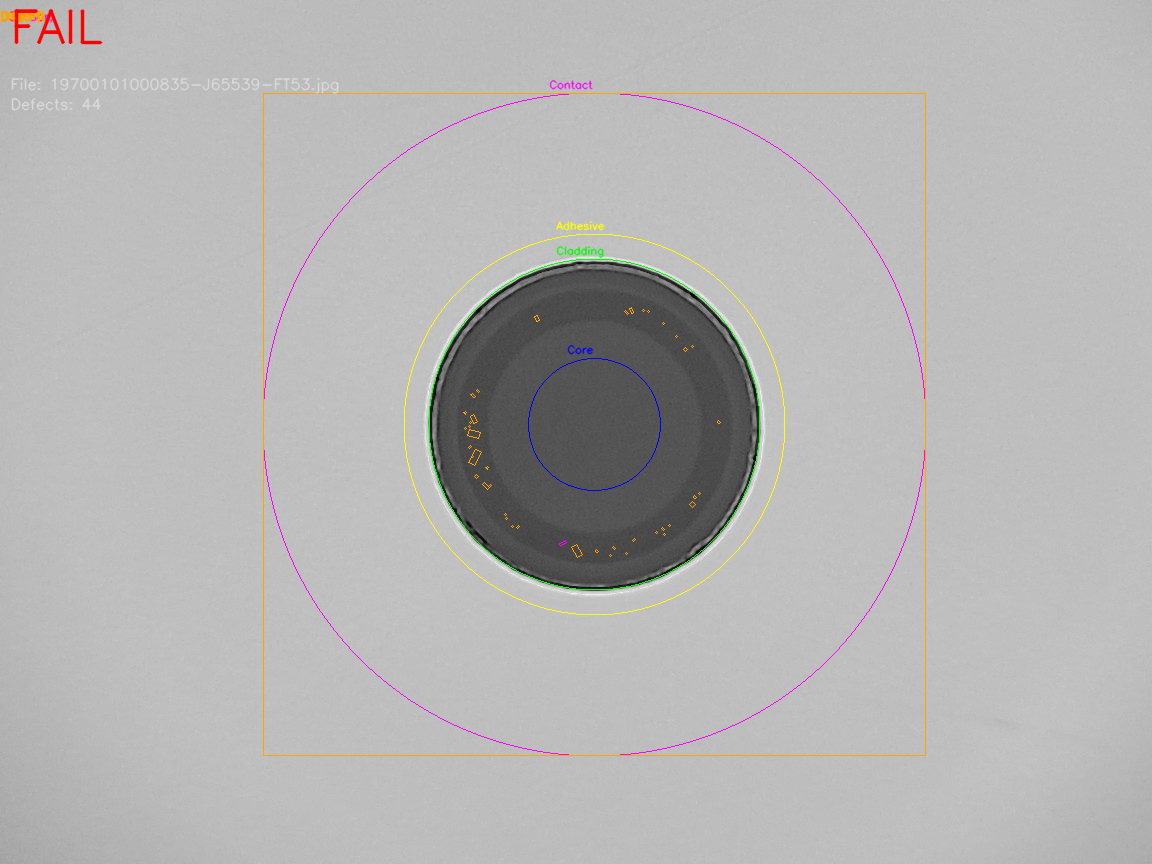 FAIL
File: 19700101000835-J65539-FT53.jpg
Defects: 44
Contact
Adhesive
Cladding
Core